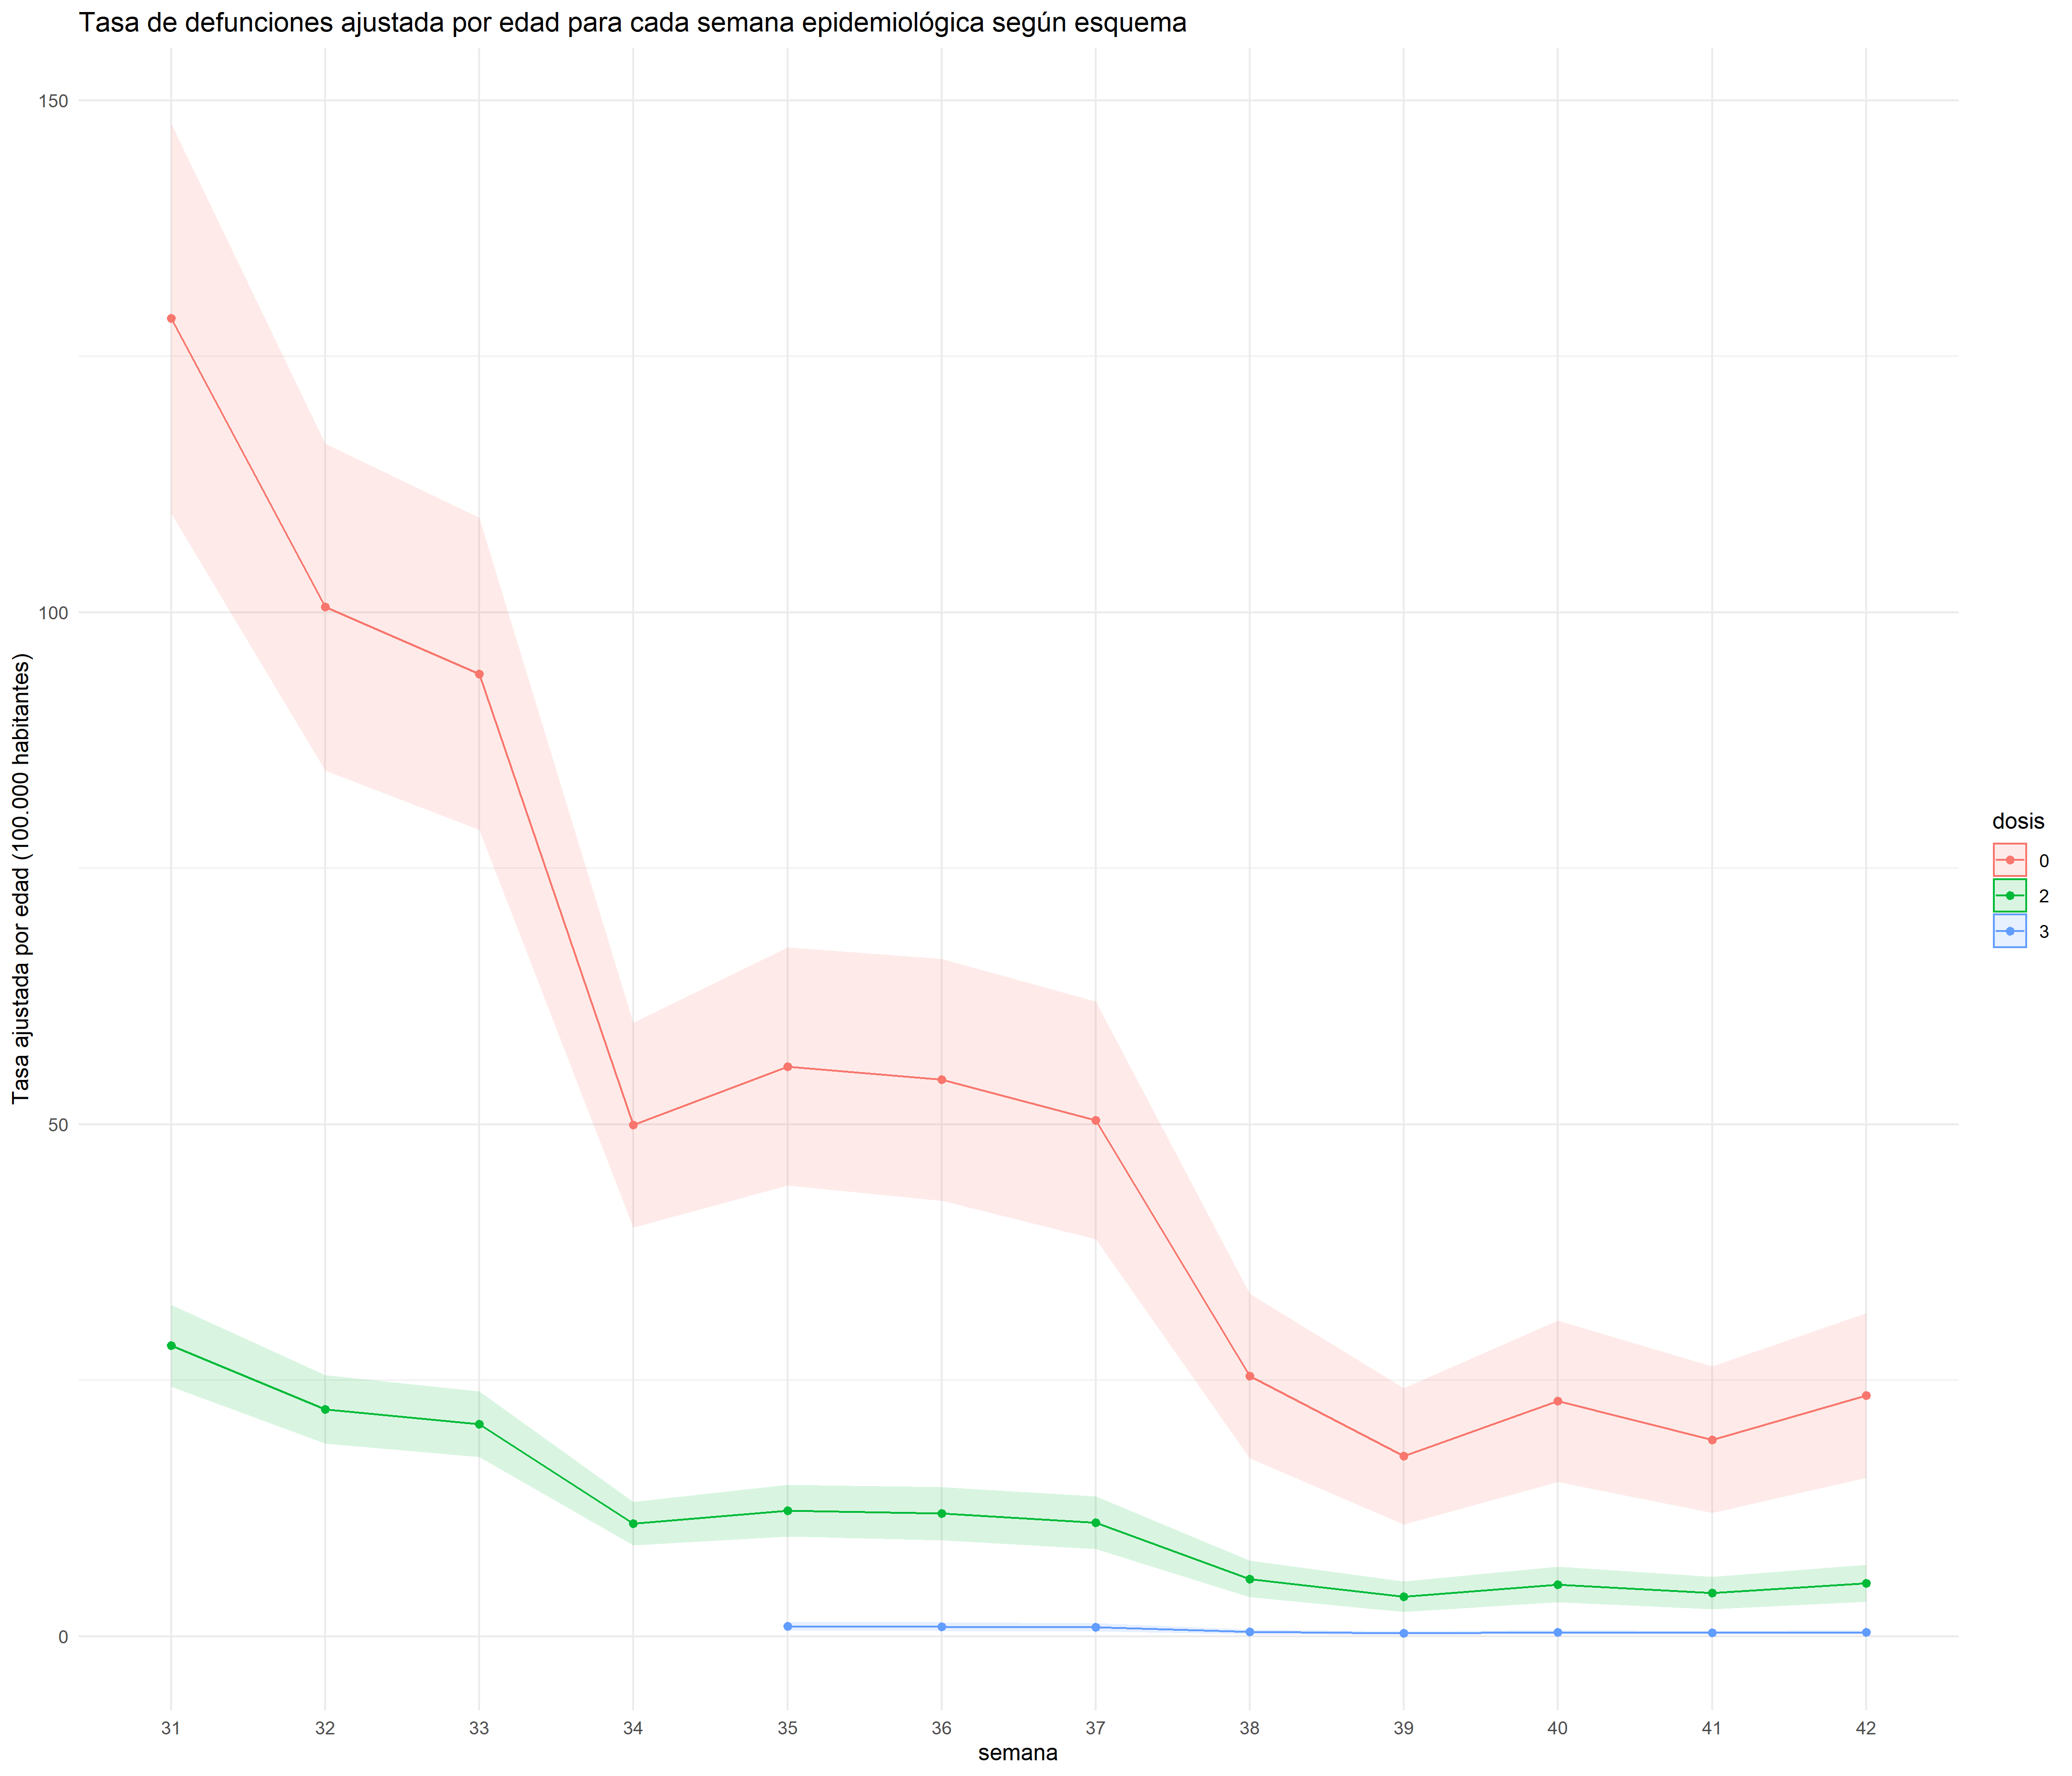 Tasa de defunciones ajustada por edad para cada semana epidemiológica según esquema
Tasa ajustada por edad (100.000 habitantes)
150
100
50
0
31 32 33 34 35 36 37 38 39 40 41 42
semana
dosis
0
2
3